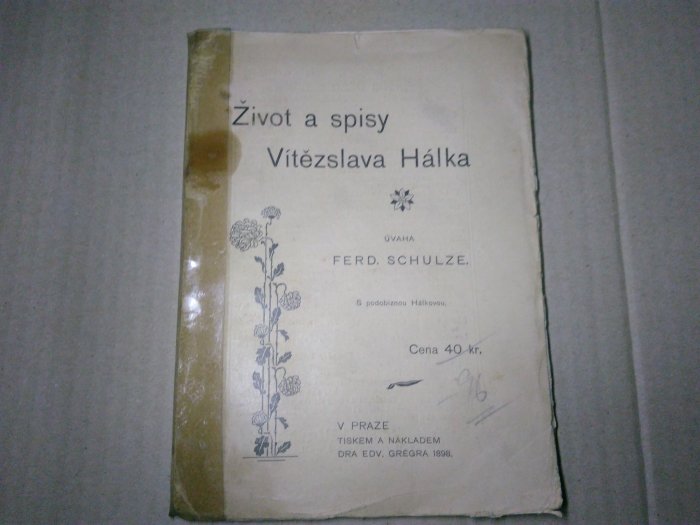 Život a spisy
Vítězslava Hálka
ÚVAHA
FERD. SCHULZE.
S podobiznou Hálkovou.
Cena 40 kr.
96
V PRAZE
TISKEM A NÁKLADEM
DRA EDV. GRÉGRA 1898.